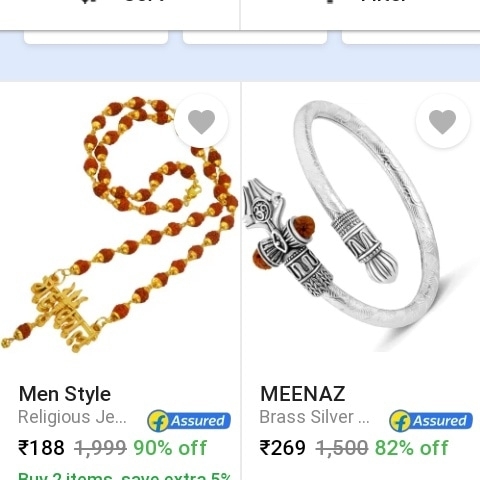 Men Style
Religious Je...
Assured
₹188 1,999 90% off
Buy 2 items, save extra 5%
MEENAZ
Brass Silver ...
Assured
₹269 1,500 82% off